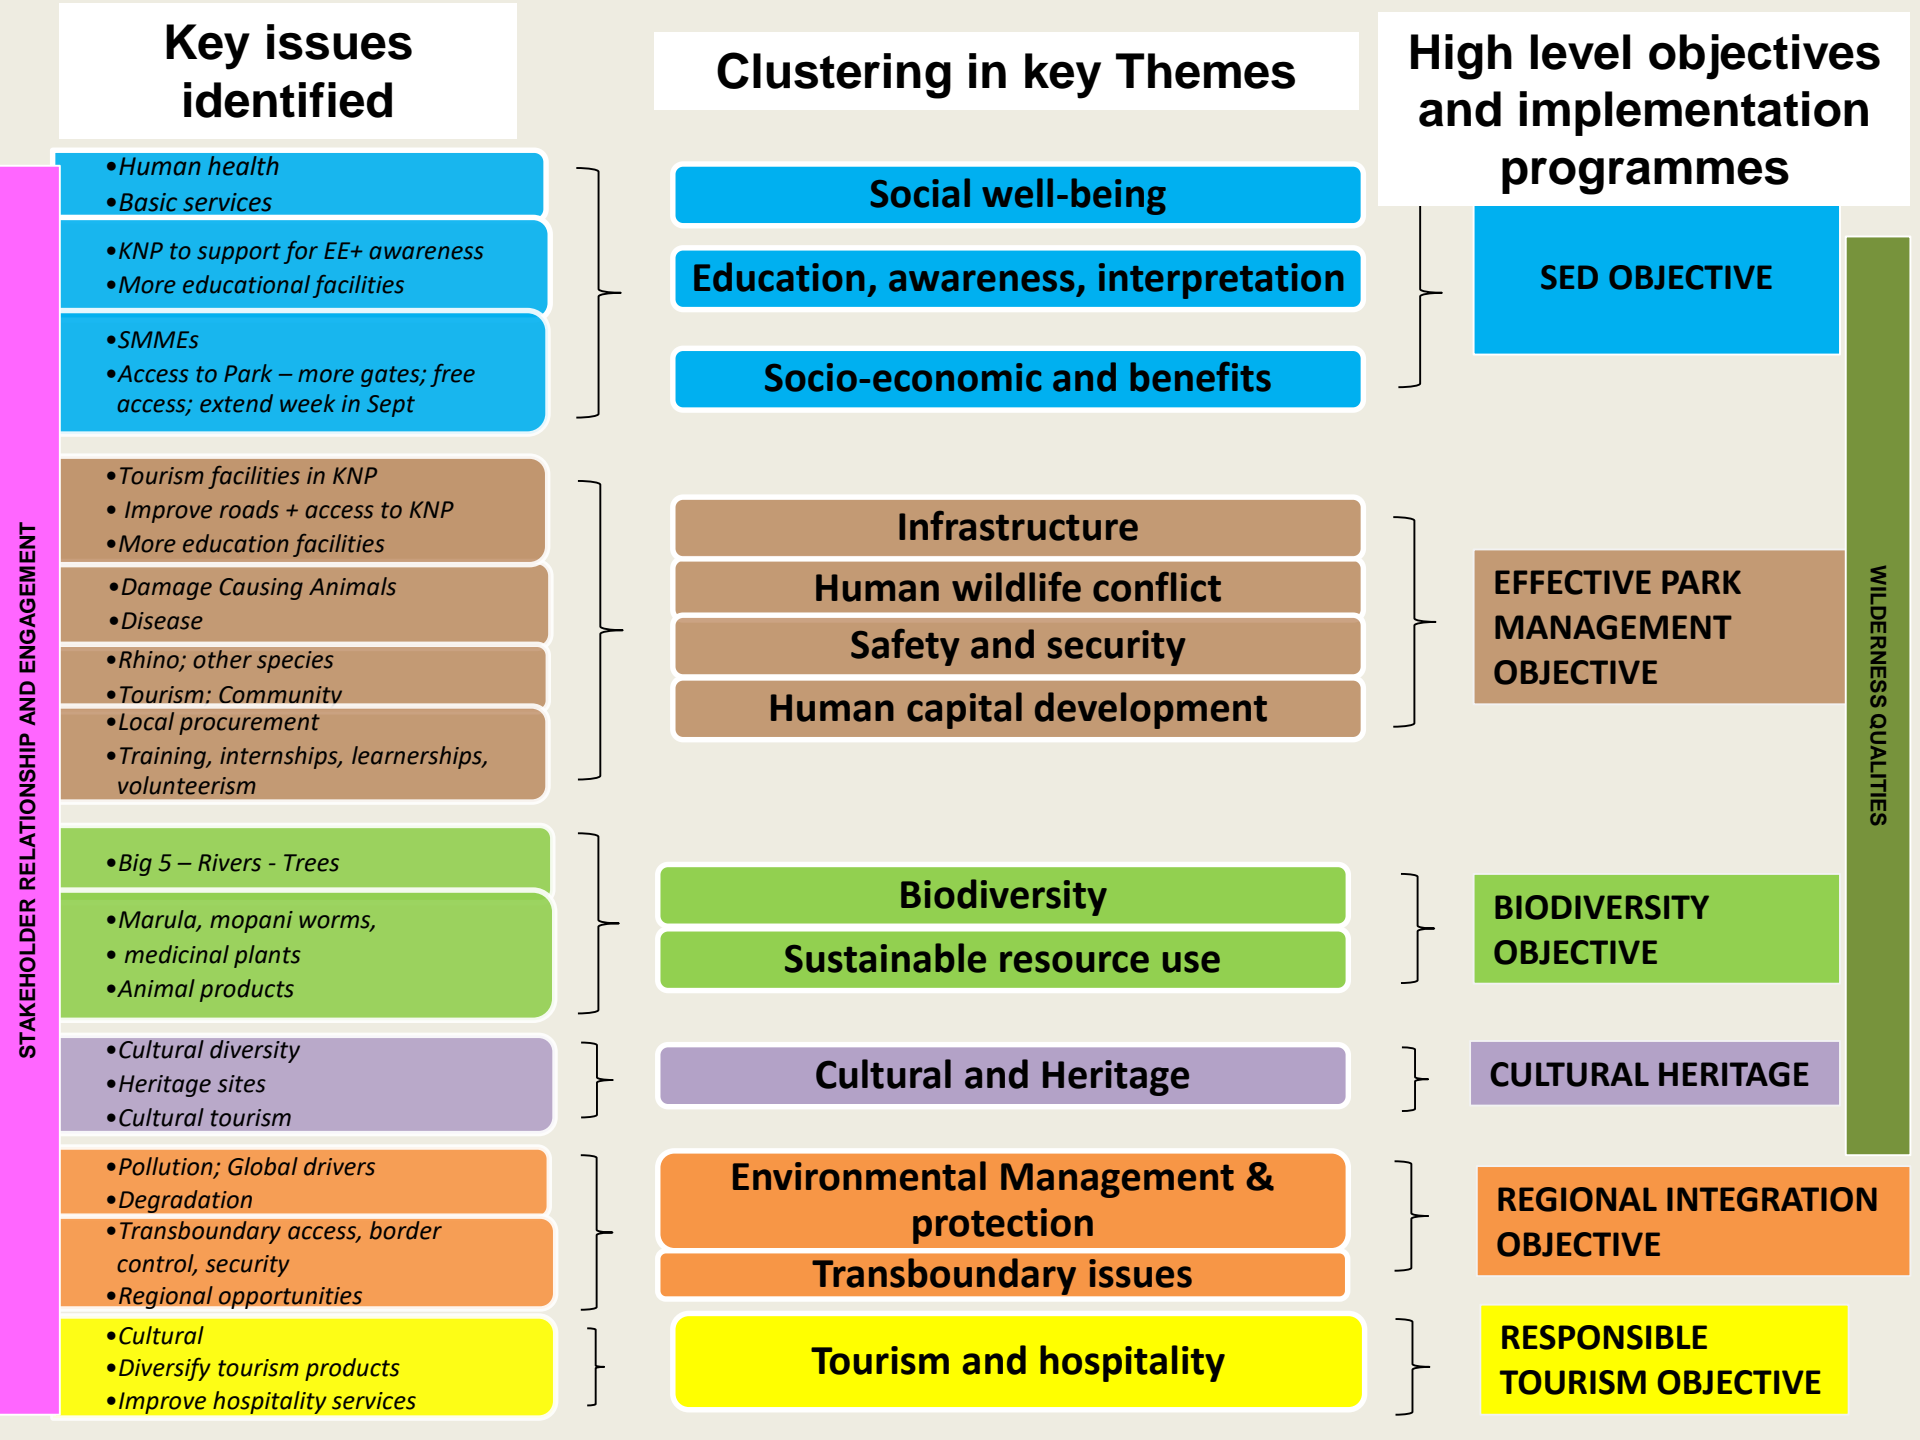 Key issues
identified
Clustering in key Themes
High level objectives
and implementation
programmes
STAKEHOLDER RELATIONSHIP AND ENGAGEMENT
•Human health
•Basic services
•KNP to support for EE+ awareness
•More educational facilities
•SMMEs
•Access to Park – more gates; free
access; extend week in Sept
Social well-being
Education, awareness, interpretation
Socio-economic and benefits
SED OBJECTIVE
•Tourism facilities in KNP
• Improve roads + access to KNP
•More education facilities
•Damage Causing Animals
•Disease
•Rhino; other species
•Tourism; Community
•Local procurement
•Training, internships, learnerships,
volunteerism
Infrastructure
Human wildlife conflict
Safety and security
Human capital development
EFFECTIVE PARK
MANAGEMENT
OBJECTIVE
WILDERNESS QUALITIES
•Big 5 – Rivers - Trees
•Marula, mopani worms,
• medicinal plants
•Animal products
Biodiversity
Sustainable resource use
BIODIVERSITY
OBJECTIVE
•Cultural diversity
•Heritage sites
•Cultural tourism
Cultural and Heritage
CULTURAL HERITAGE
•Pollution; Global drivers
•Degradation
•Transboundary access, border
control, security
•Regional opportunities
Environmental Management &
protection
Transboundary issues
REGIONAL INTEGRATION
OBJECTIVE
•Cultural
•Diversify tourism products
•Improve hospitality services
Tourism and hospitality
RESPONSIBLE
TOURISM OBJECTIVE